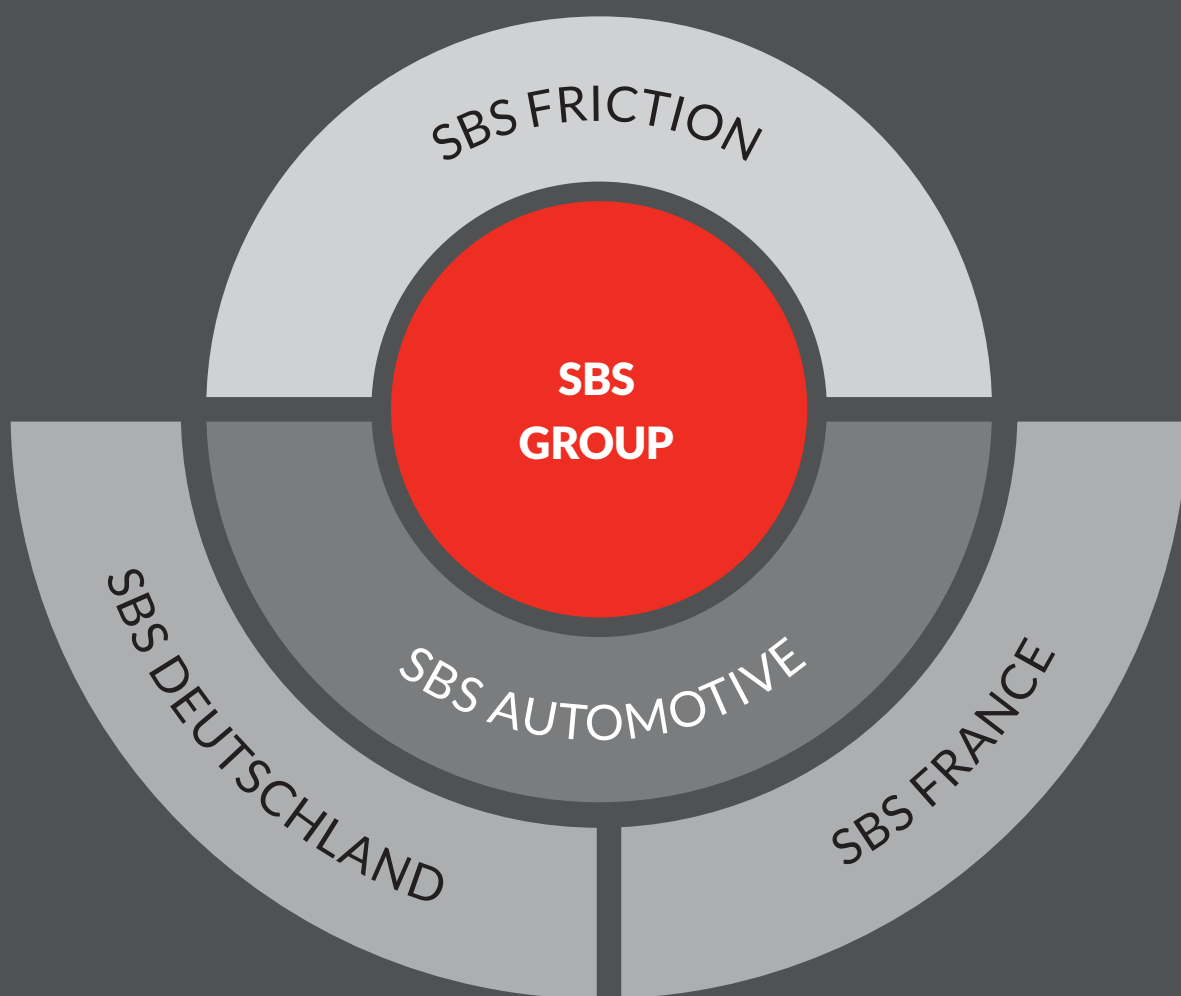 SBS FRICTION
SBS
GROUP
SBS AUTOMOTIVE
SBS DEUTSCHLAND
SBS FRANCE